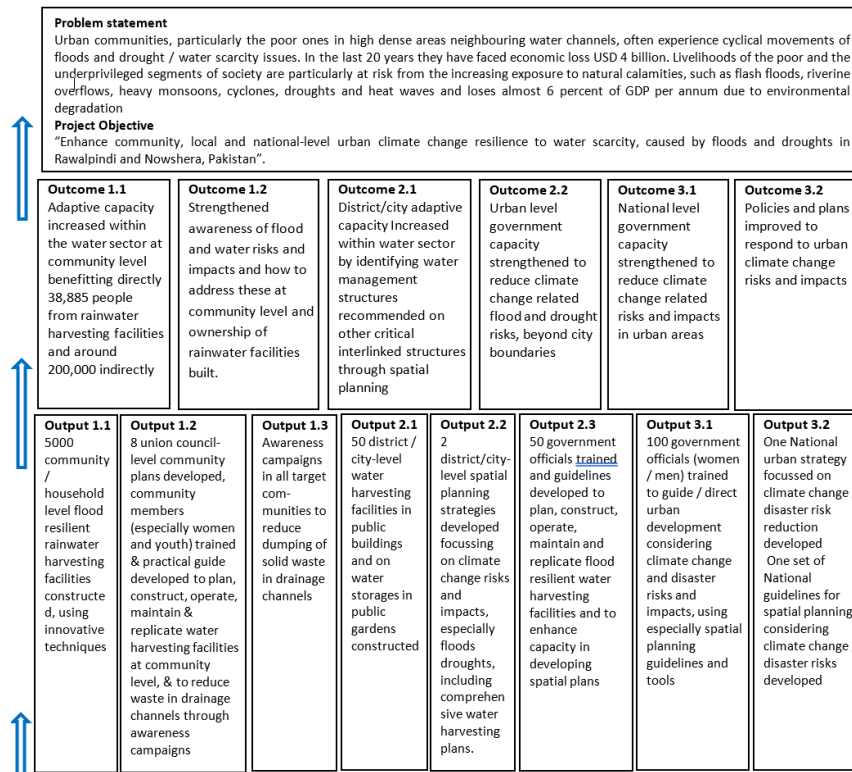 Problem statement
Urban communities, particularly the poor ones in high dense areas neighbouring water channels, often experience cyclical movements of
floods and drought / water scarcity issues. In the last 20 years they have faced economic loss USD 4 billion. Livelihoods of the poor and the
underprivileged segments of society are particularly at risk from the increasing exposure to natural calamities, such as flash floods, riverine
overflows, heavy monsoons, cyclones, droughts and heat waves and loses almost 6 percent of GDP per annum due to environmental
degradation
Project Objective
“Enhance community, local and national-level urban climate change resilience to water scarcity, caused by floods and droughts in
Rawalpindi and Nowshera, Pakistan”.
Outcome 1.1
Adaptive capacity
increased within
the water sector at
community level
benefitting directly
38,885 people
from rainwater
harvesting facilities
and around
200,000 indirectly
Outcome 1.2
Strengthened
awareness of flood
and water risks and
impacts and how to
address these at
community level and
ownership of
rainwater facilities
built.
Outcome 2.1
District/city adaptive
capacity Increased
within water sector
by identifying water
management
structures
recommended on
other critical
interlinked structures
through spatial
planning
Outcome 2.2
Urban level
government
capacity
strengthened to
reduce climate
change related
flood and drought
risks, beyond city
boundaries
Outcome 3.1
National level
government
capacity
strengthened to
reduce climate
change related
risks and impacts
in urban areas
Outcome 3.2
Policies and plans
improved to
respond to urban
climate change
risks and impacts
Output 1.1
5000
community
/
household
level flood
resilient
rainwater
harvesting
facilities
constructe
d, using
innovative
techniques
Output 1.2
8 union council-
level community
plans developed,
community
members
(especially women
and youth) trained
& practical guide
developed to plan,
construct, operate,
maintain &
replicate water
harvesting facilities
at community
level, & to reduce
waste in drainage
channels through
awareness
campaigns
Output 1.3
Awareness
campaigns
in all target
com-
munities to
reduce
dumping of
solid waste
in drainage
channels
Output 2.1
50 district /
city-level
water
harvesting
facilities in
public
buildings
and on
water
storages in
public
gardens
constructed
Output 2.2
2
district/city-
level spatial
planning
strategies
developed
focussing
on climate
change risks
and
impacts,
especially
floods
droughts,
including
comprehen
sive water
harvesting
plans.
Output 2.3
50 government
officials trained
and guidelines
developed to
plan, construct,
operate,
maintain and
replicate flood
resilient water
harvesting
facilities and to
enhance
capacity in
developing
spatial plans
Output 3.1
100 government
officials (women
/ men) trained
to guide / direct
urban
development
considering
climate change
and disaster
risks and
impacts, using
especially spatial
planning
guidelines and
tools
Output 3.2
One National
urban strategy
focussed on
climate change
disaster risk
reduction
developed
One set of
National
guidelines for
spatial planning
considering
climate change
disaster risks
developed